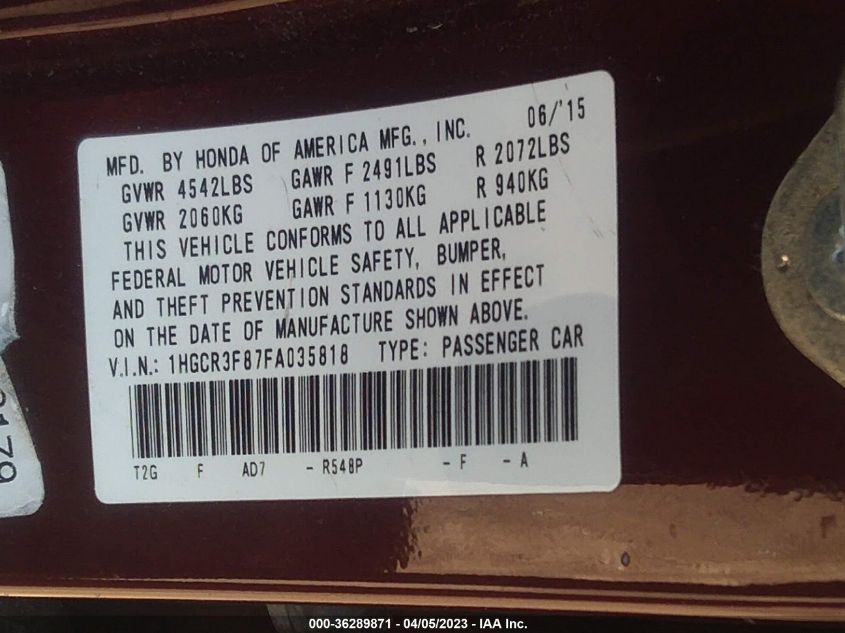 06/'15
MFD. BY HONDA OF AMERICA MFG., INC.
GVWR 4542LBS GAWR F 2491LBS R 2072LBS
GVWR 2060KG GAWR F 1130KG R 940KG
THIS VEHICLE CONFORMS TO ALL APPLICABLE
FEDERAL MOTOR VEHICLE SAFETY, BUMPER,
AND THEFT PREVENTION STANDARDS IN EFFECT
ON THE DATE OF MANUFACTURE SHOWN ABOVE.
V.I.N.: 1HGCR3F87FA035818 TYPE: PASSENGER CAR
T2G F AD7 - R548P - F - A
000-36289871 - 04/05/2023 - IAA Inc.